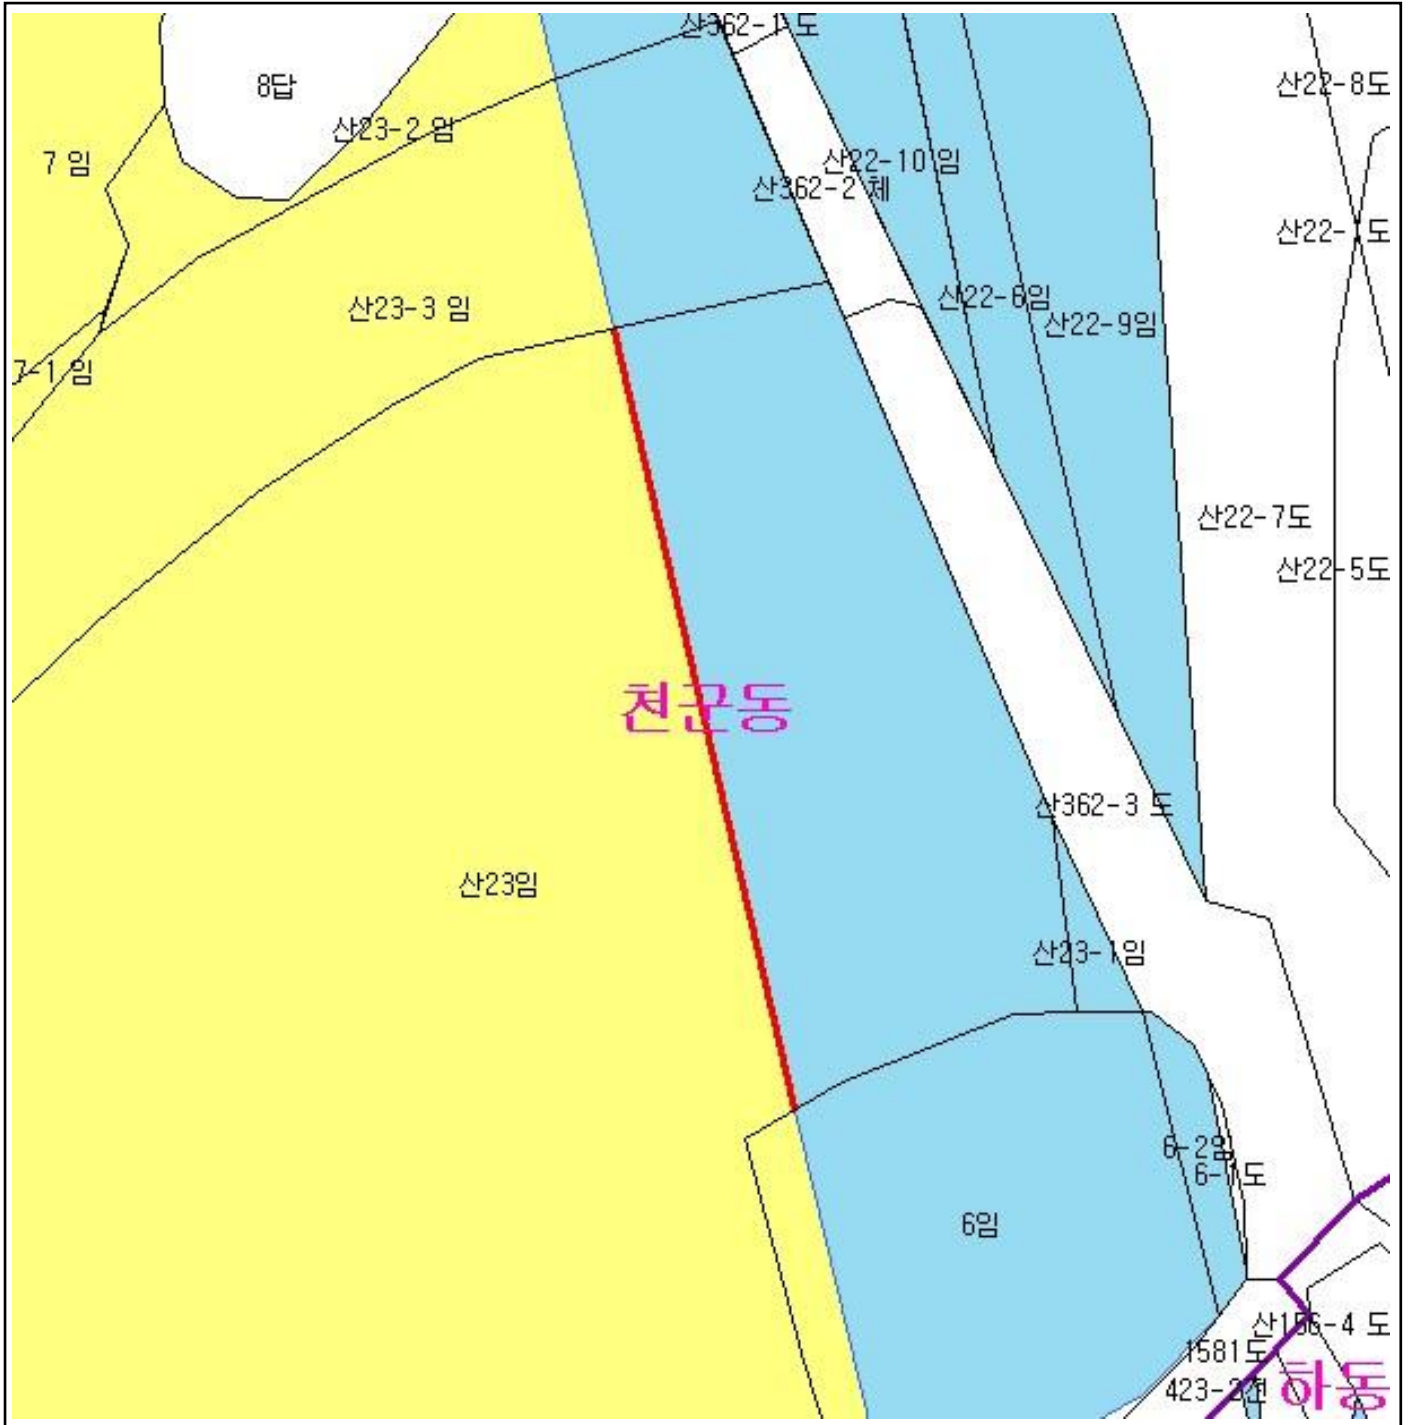 산362-1 도
8답
산22-8도
산23-2 임
7 임
산22-10임
산362-2 체
산22-1도
산22-6임
산23-3 임
산22-9임
7-1 임
산22-7도
산22-5도
천군동
산362-3 도
산23임
산23-1임
6-2임
6-1도
6임
산156-4 도
1581도
423-2전
하동